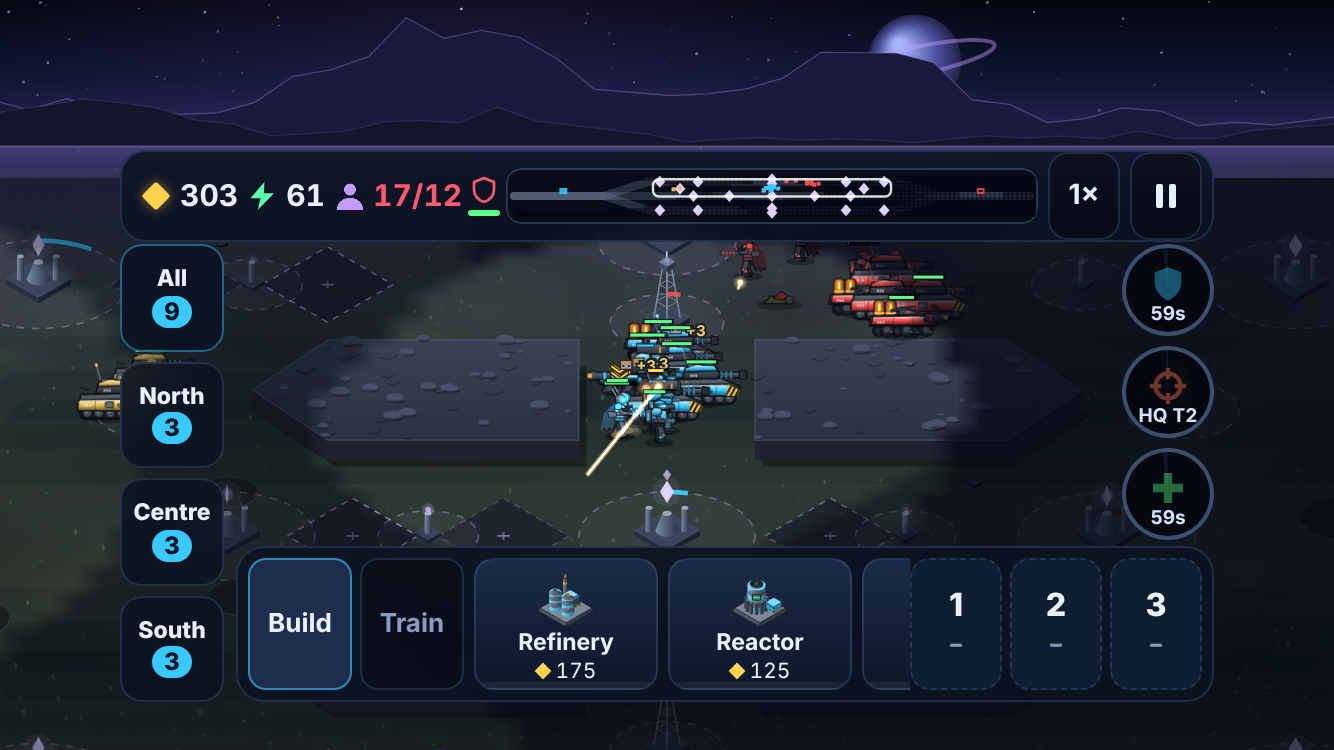 303 61 17/12
1×
All
9
North
3
Centre
3
South
3
59s
HQ T2
59s
+3
Build
Train
Refinery
175
Reactor
125
1
–
2
–
3
–